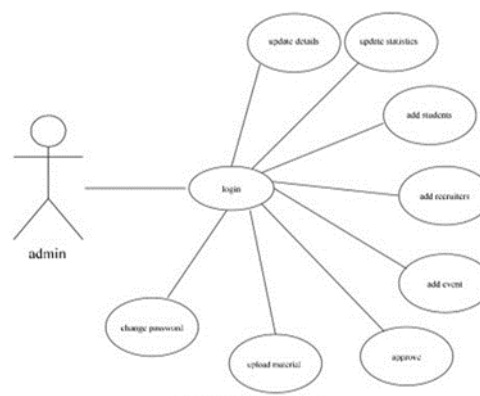 update details
update statistics
add students
login
add recruiters
admin
add event
change password
upload material
approve